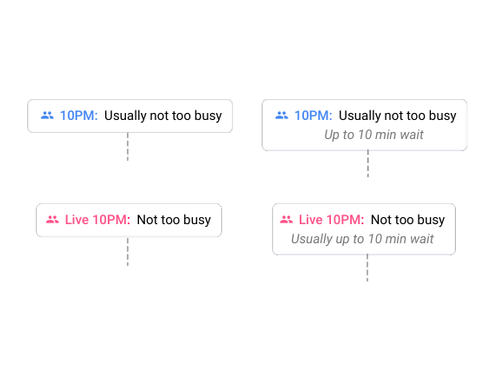 10PM: Usually not too busy
10PM: Usually not too busy
Up to 10 min wait
Live 10PM: Not too busy
Live 10PM: Not too busy
Usually up to 10 min wait